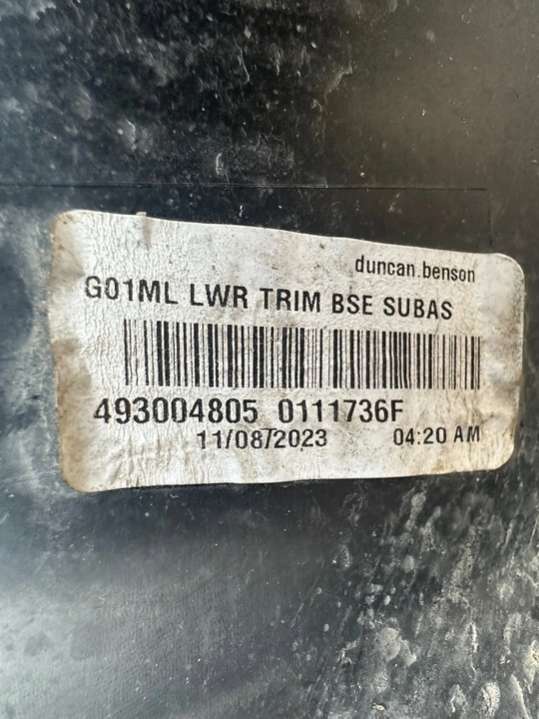 duncan.benson
G01ML LWR TRIM BSE SUBAS
493004805 0111736F
11/08/2023 04:20 AM